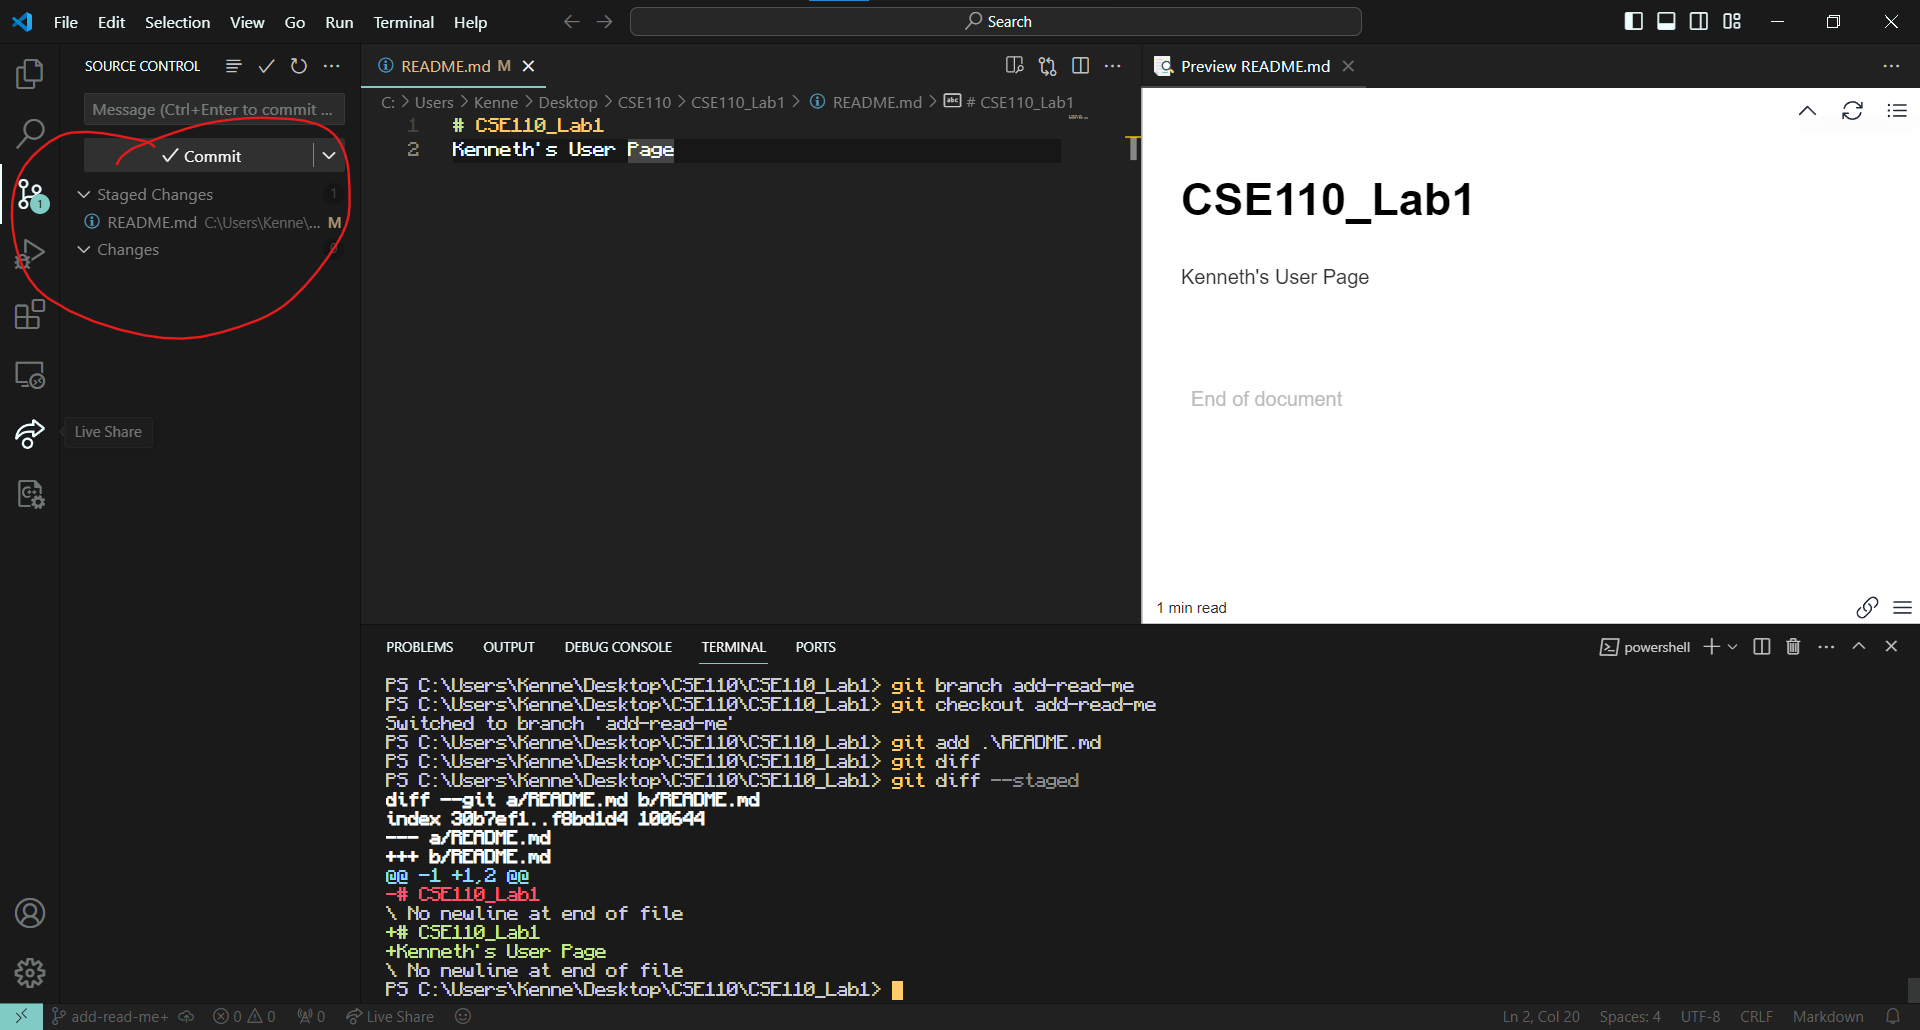 File Edit Selection View Go Run Terminal Help
Search
SOURCE CONTROL
Message (Ctrl+Enter to commit ...
Commit
Staged Changes 1
README.md C:\Users\Kenne\... M
Changes 0
1
Live Share
README.md M
C: > Users > Kenne > Desktop > CSE110 > CSE110_Lab1 > README.md > # CSE110_Lab1
1 # CSE110_Lab1
2 Kenneth's User Page
Preview README.md
CSE110_Lab1
Kenneth's User Page
End of document
1 min read
PROBLEMS OUTPUT DEBUG CONSOLE TERMINAL PORTS
powershell
PS C:\Users\Kenne\Desktop\CSE110\CSE110_Lab1> git branch add-read-me
PS C:\Users\Kenne\Desktop\CSE110\CSE110_Lab1> git checkout add-read-me
Switched to branch 'add-read-me'
PS C:\Users\Kenne\Desktop\CSE110\CSE110_Lab1> git add .\README.md
PS C:\Users\Kenne\Desktop\CSE110\CSE110_Lab1> git diff
PS C:\Users\Kenne\Desktop\CSE110\CSE110_Lab1> git diff --staged
diff --git a/README.md b/README.md
index 30b7ef1..f8bd1d4 100644
--- a/README.md
+++ b/README.md
@@ -1 +1,2 @@
-# CSE110_Lab1
\ No newline at end of file
+# CSE110_Lab1
+Kenneth's User Page
\ No newline at end of file
PS C:\Users\Kenne\Desktop\CSE110\CSE110_Lab1>
add-read-me+ 0 0 0 Live Share
Ln 2, Col 20 Spaces: 4 UTF-8 CRLF Markdown